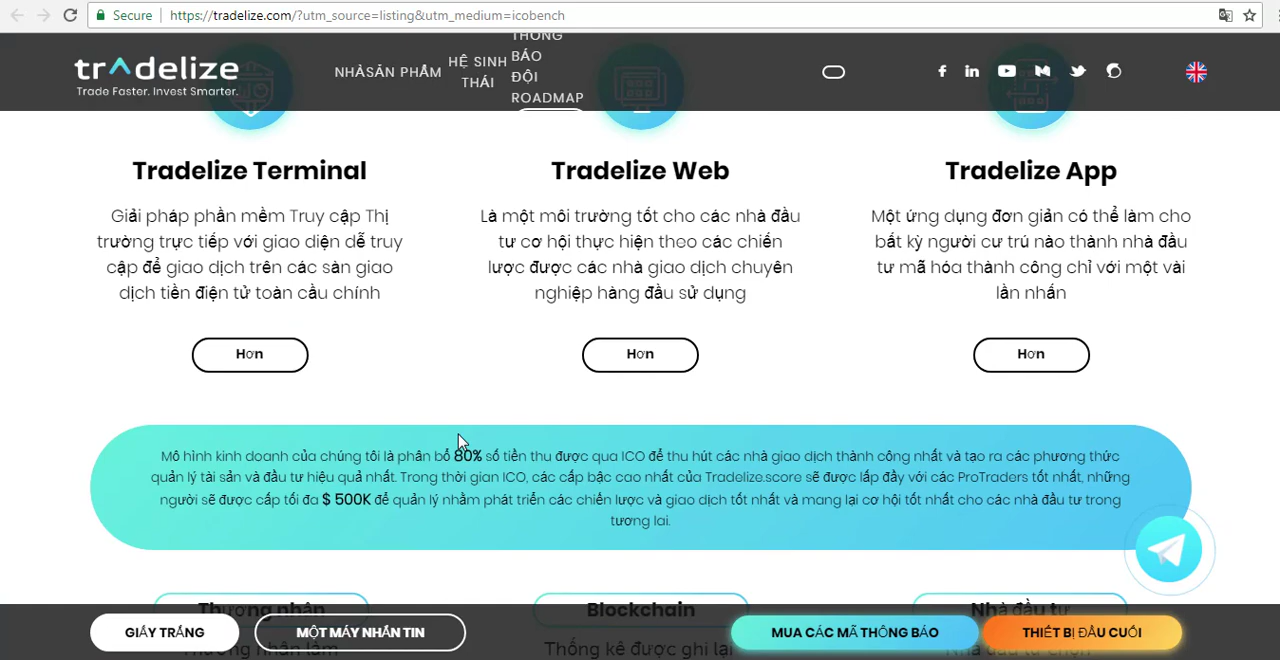 Secure https://tradelize.com/?utm_source=listing&utm_medium=icobench
THÔNG BÁO
ĐỘI
ROADMAP
HỆ SINH THÁI
NHÀ SẢN PHẨM
tradelize
Trade Faster. Invest Smarter.
Tradelize Terminal
Giải pháp phần mềm Truy cập Thị
trường trực tiếp với giao diện dễ truy
cập để giao dịch trên các sàn giao
dịch tiền điện tử toàn cầu chính
Hơn
Tradelize Web
Là một môi trường tốt cho các nhà đầu
tư cơ hội thực hiện theo các chiến
lược được các nhà giao dịch chuyên
nghiệp hàng đầu sử dụng
Hơn
Tradelize App
Một ứng dụng đơn giản có thể làm cho
bất kỳ người cư trú nào thành nhà đầu
tư mã hóa thành công chỉ với một vài
lần nhấn
Hơn
Mô hình kinh doanh của chúng tôi là phân bổ 80% số tiền thu được qua ICO để thu hút các nhà giao dịch thành công nhất và tạo ra các phương thức
quản lý tài sản và đầu tư hiệu quả nhất. Trong thời gian ICO, các cấp bậc cao nhất của Tradelize.score sẽ được lấp đầy với các ProTraders tốt nhất, những
người sẽ được cấp tối đa $ 500K để quản lý nhằm phát triển các chiến lược và giao dịch tốt nhất và mang lại cơ hội tốt nhất cho các nhà đầu tư trong
tương lai.
Thương nhân
Blockchain
Nhà đầu tư
GIẤY TRẮNG
MỘT MÁY NHẮN TIN
MUA CÁC MÃ THÔNG BÁO
THIẾT BỊ ĐẦU CUỐI
Thương nhân làm
Thống kê được ghi lại
Nhà đầu tư chọn